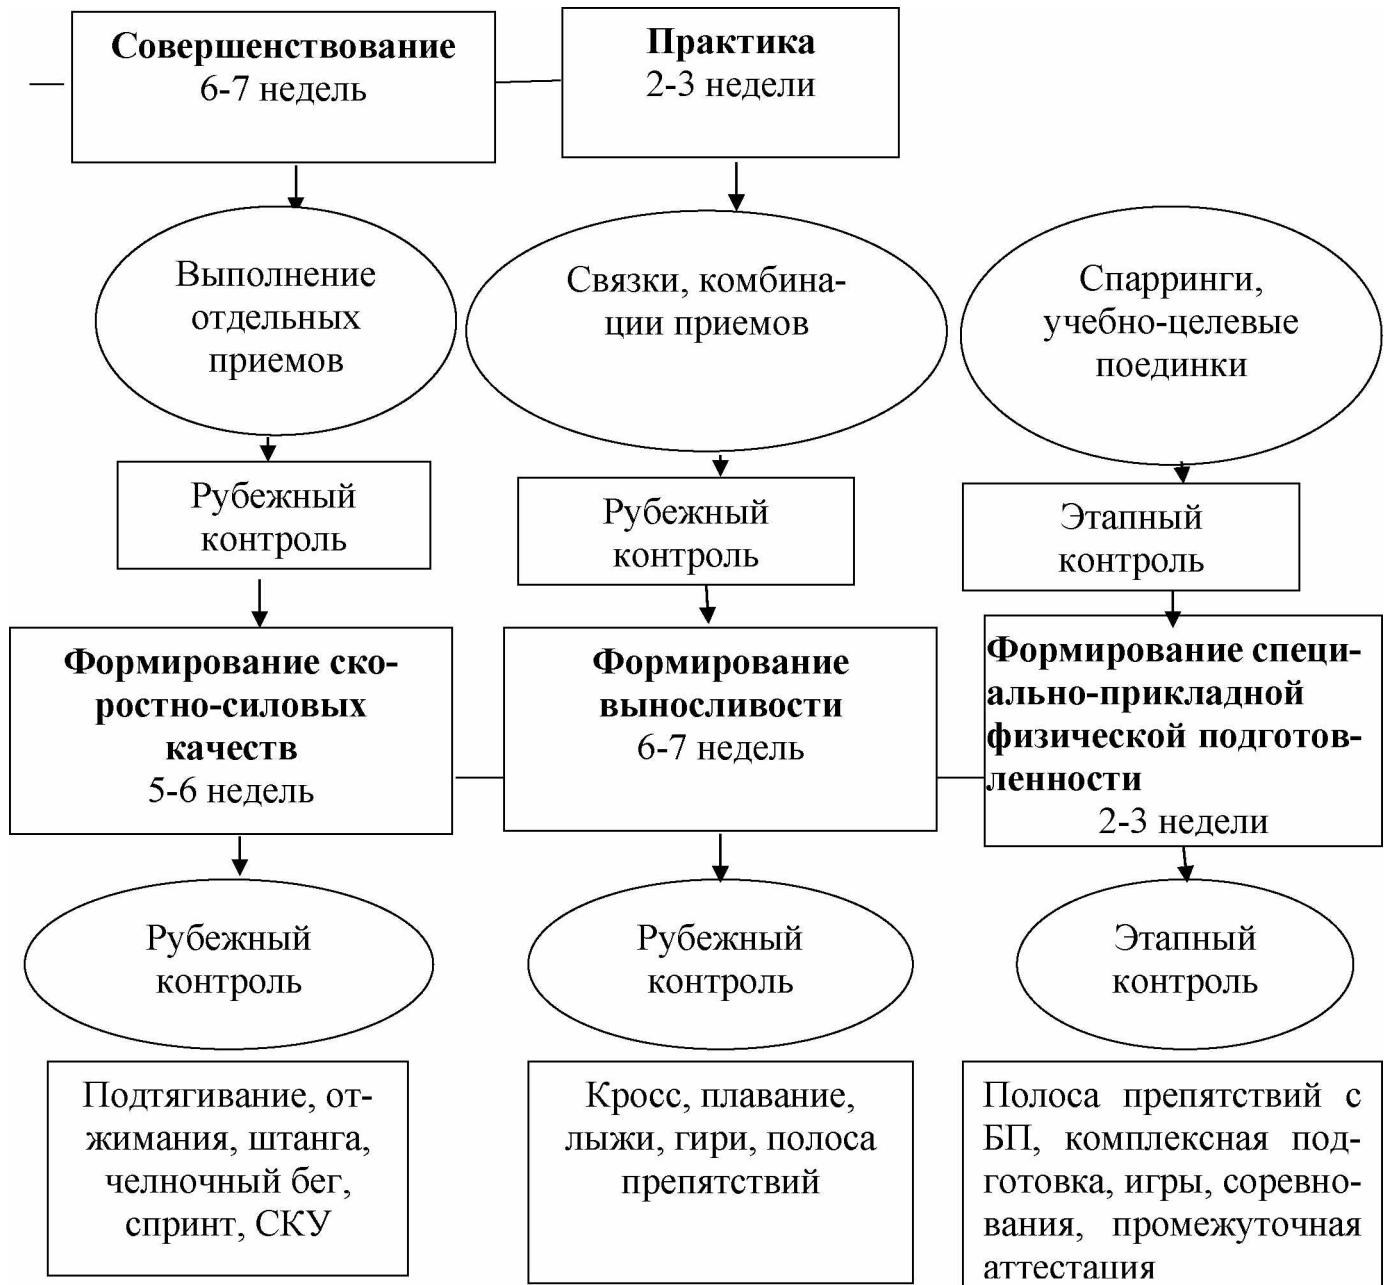 Совершенствование
6-7 недель
Практика
2-3 недели
Выполнение
отдельных
приемов
Связки, комбина-
ции приемов
Спарринги,
учебно-целевые
поединки
Рубежный
контроль
Рубежный
контроль
Этапный
контроль
Формирование ско-
ростно-силовых
качеств
5-6 недель
Формирование
выносливости
6-7 недель
Формирование специ-
ально-прикладной
физической подготов-
ленности
2-3 недели
Рубежный
контроль
Рубежный
контроль
Этапный
контроль
Подтягивание, от-
жимания, штанга,
челночный бег,
спринт, СКУ
Кросс, плавание,
лыжи, гири, полоса
препятствий
Полоса препятствий с
БП, комплексная под-
готовка, игры, соревно-
вания, промежуточная
аттестация